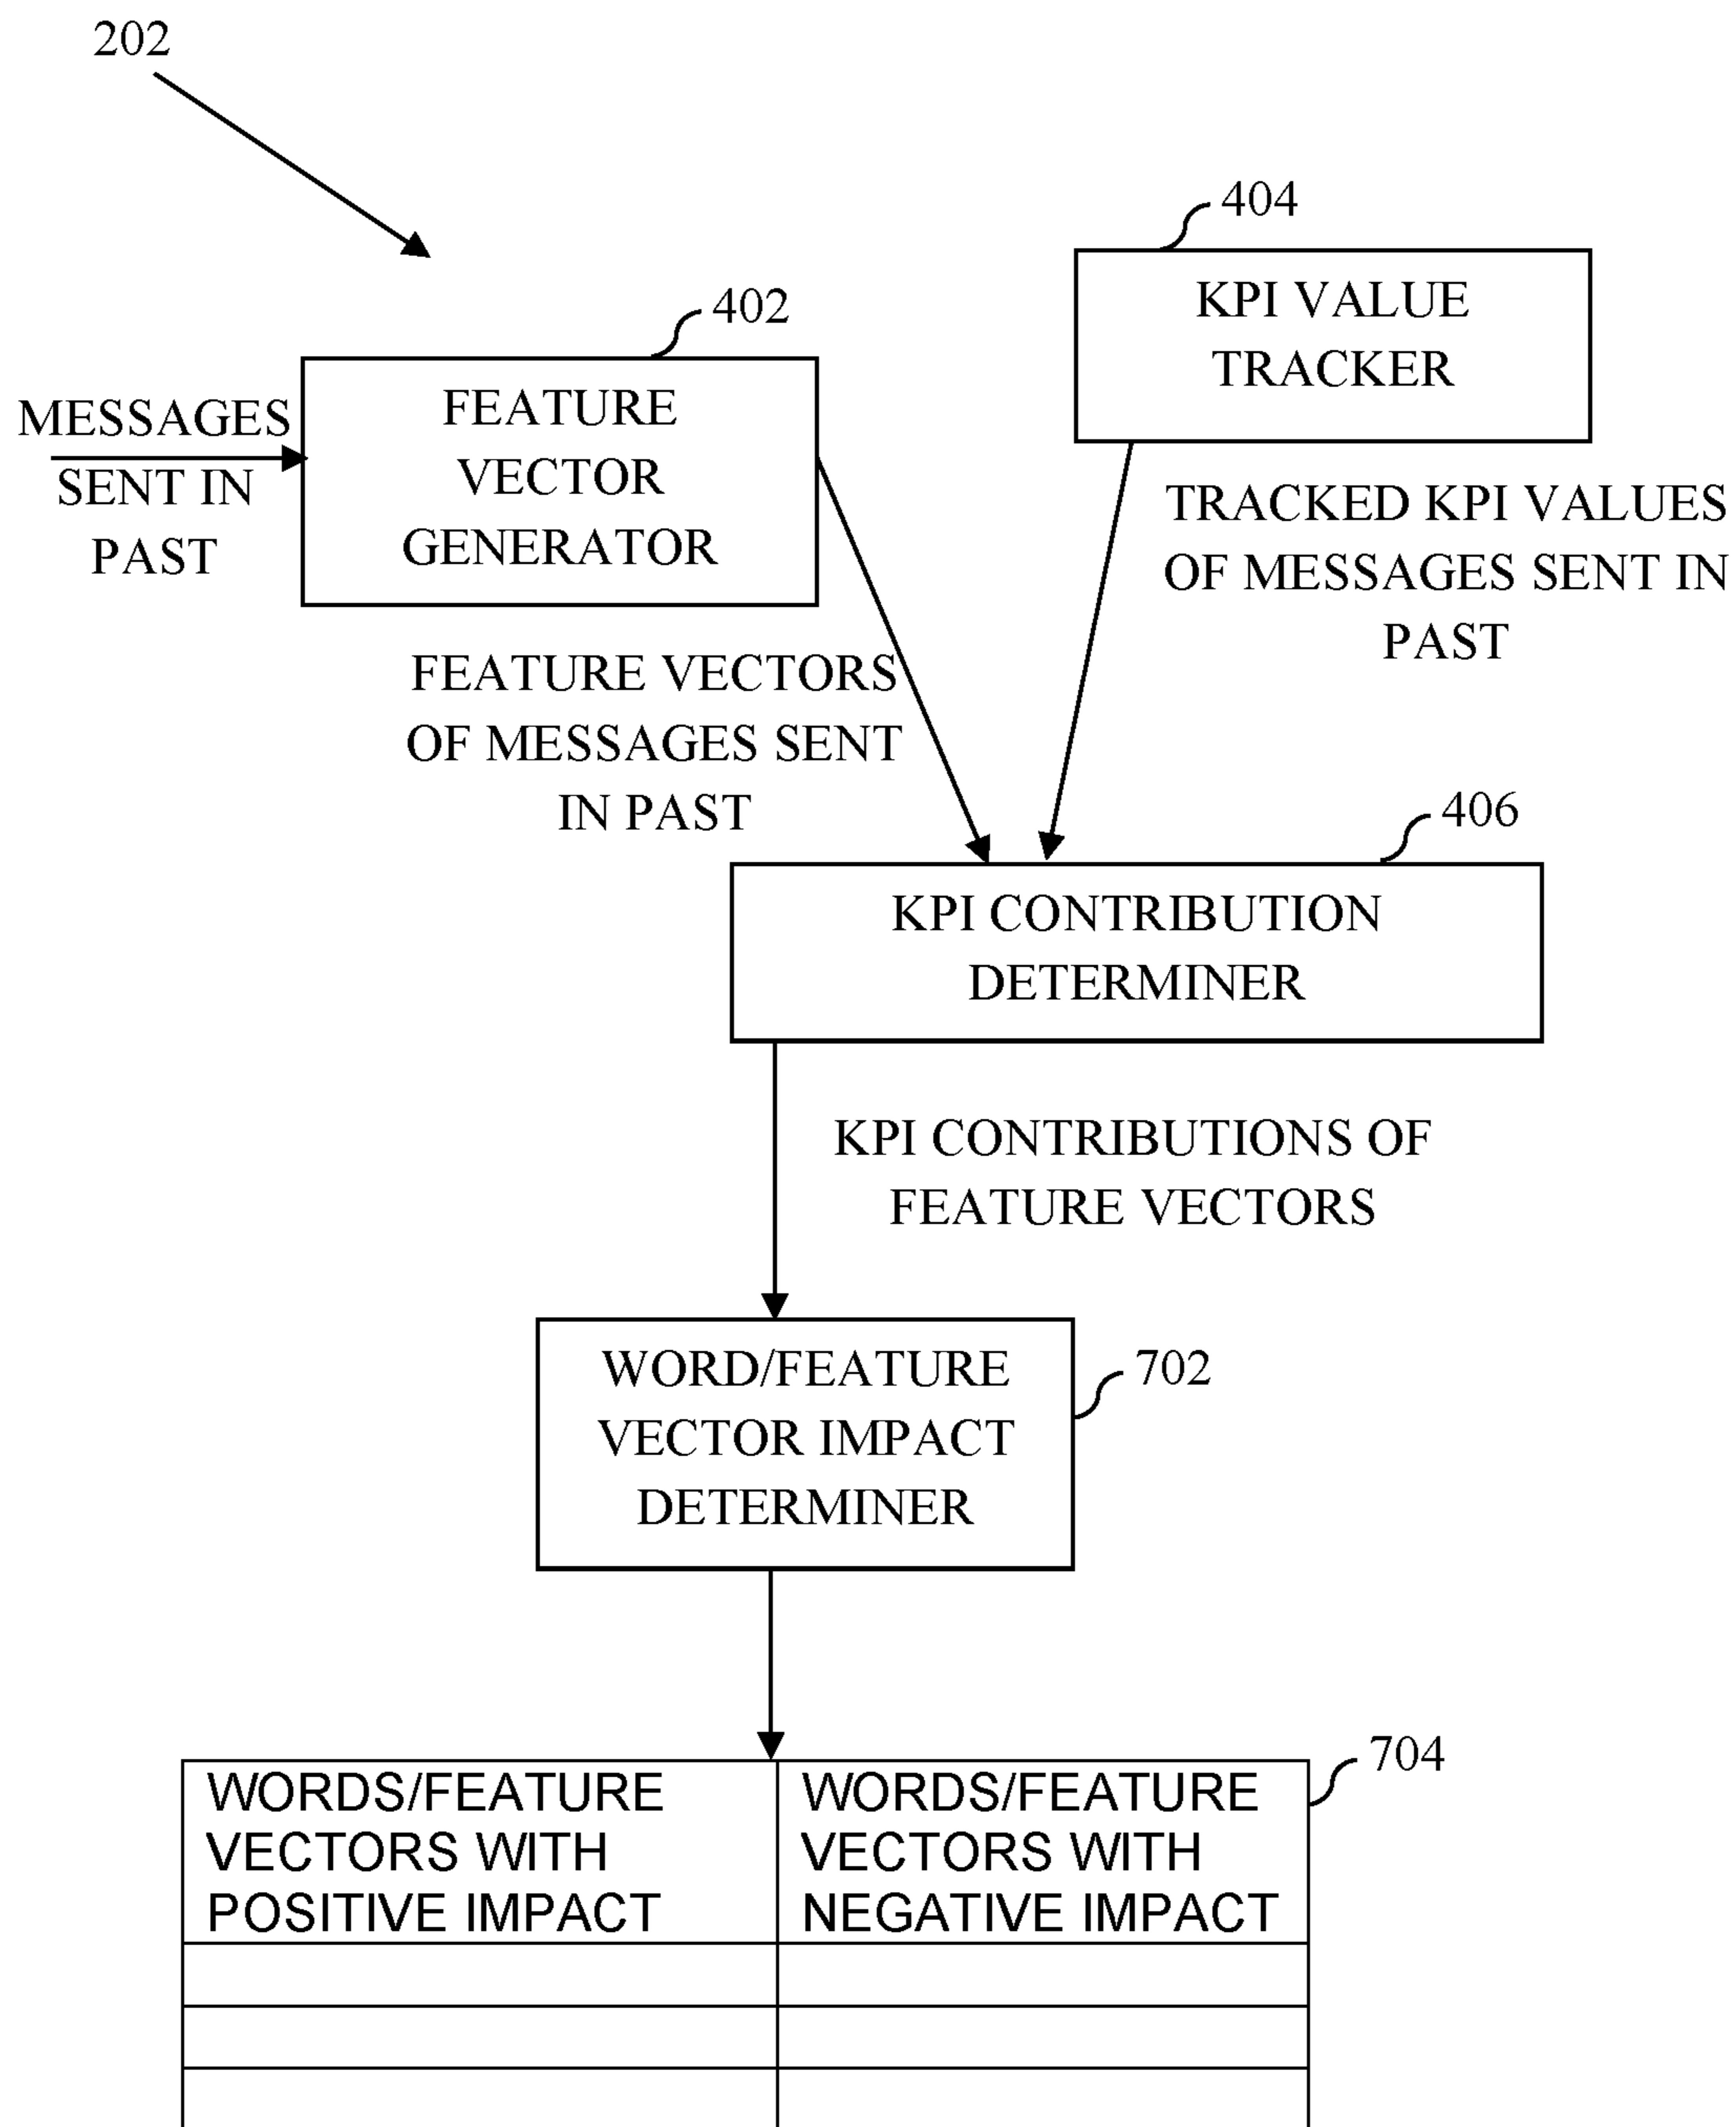 202
404
KPI VALUE
TRACKER
402
FEATURE
VECTOR
GENERATOR
MESSAGES
SENT IN
PAST
TRACKED KPI VALUES
OF MESSAGES SENT IN
PAST
FEATURE VECTORS
OF MESSAGES SENT
IN PAST
406
KPI CONTRIBUTION
DETERMINER
KPI CONTRIBUTIONS OF
FEATURE VECTORS
WORD/FEATURE
VECTOR IMPACT
DETERMINER
702
704
WORDS/FEATURE
VECTORS WITH
POSITIVE IMPACT
WORDS/FEATURE
VECTORS WITH
NEGATIVE IMPACT